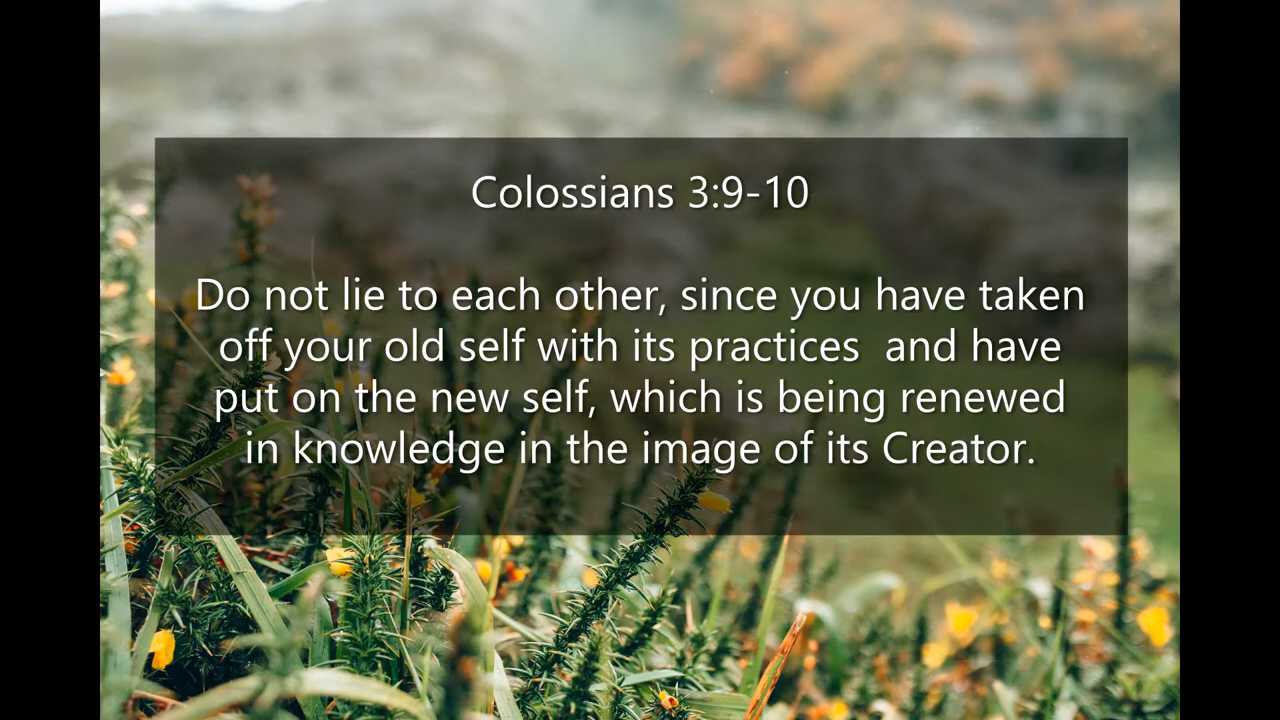 Colossians 3:9-10
Do not lie to each other, since you have taken
off your old self with its practices  and have
put on the new self, which is being renewed
in knowledge in the image of its Creator.